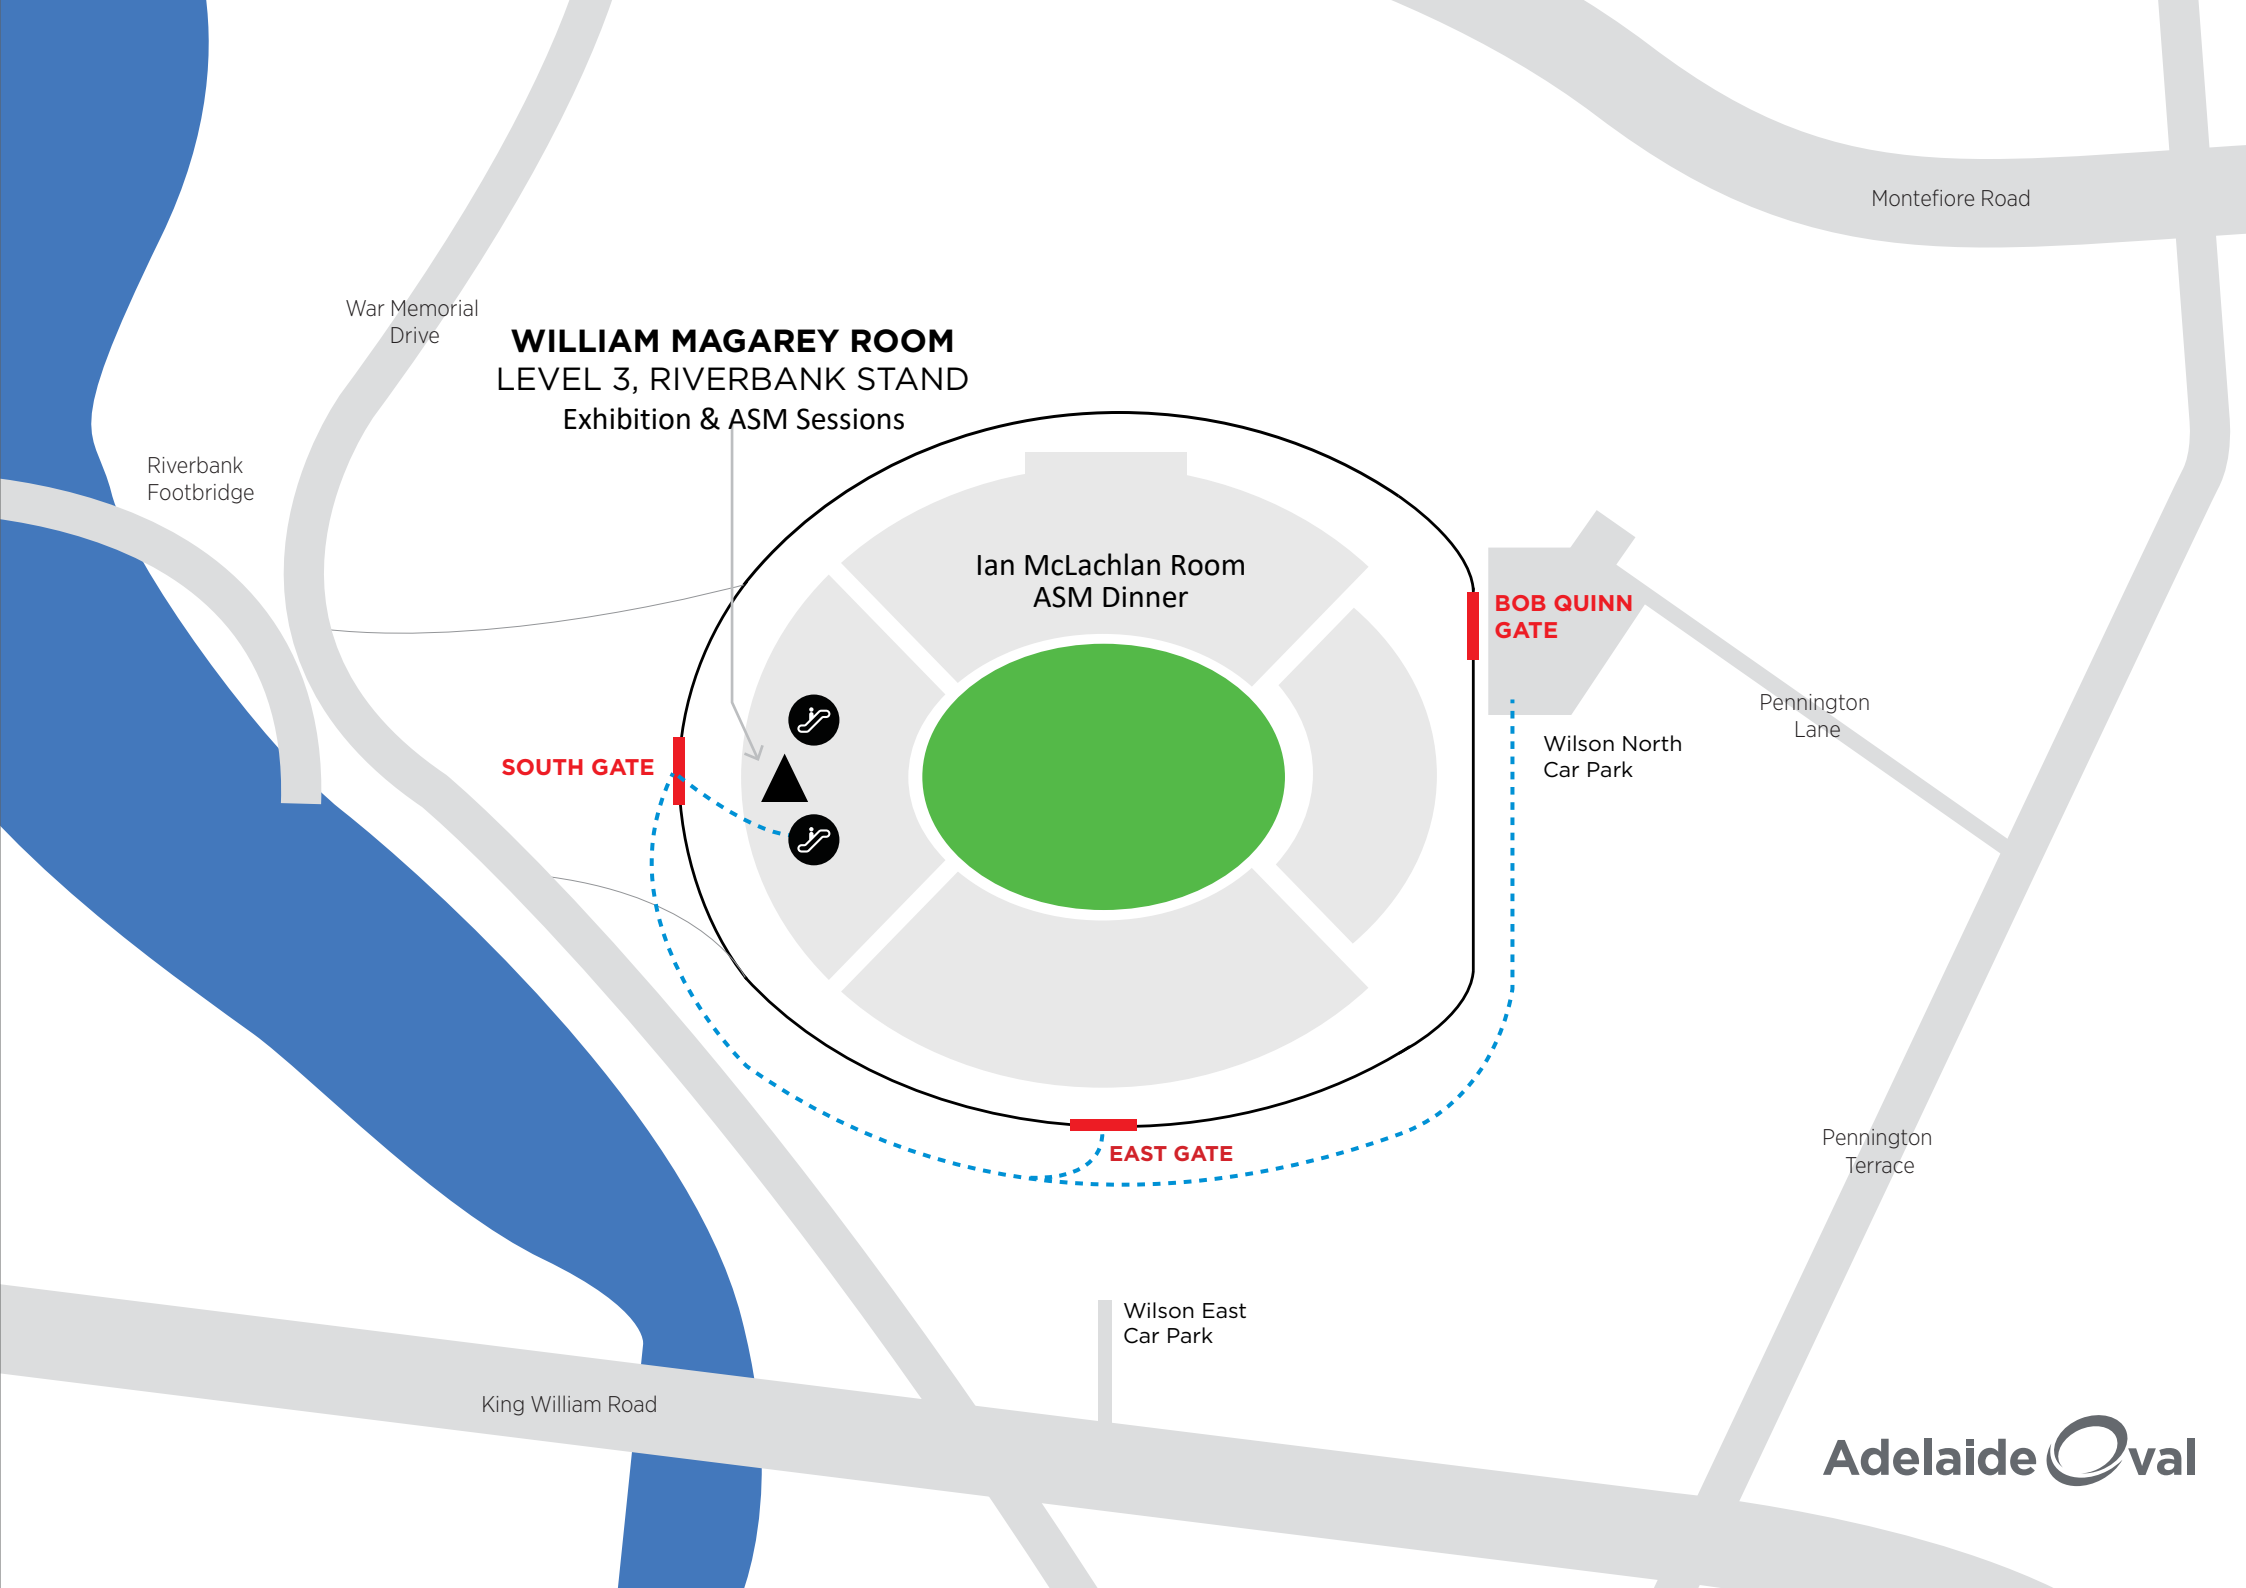 Montefiore Road
War Memorial
Drive
WILLIAM MAGAREY ROOM
LEVEL 3, RIVERBANK STAND
Exhibition & ASM Sessions
Riverbank
Footbridge
Ian McLachlan Room
ASM Dinner
BOB QUINN
GATE
Pennington
Lane
Wilson North
Car Park
SOUTH GATE
Pennington
Terrace
EAST GATE
Wilson East
Car Park
King William Road
Adelaide Oval